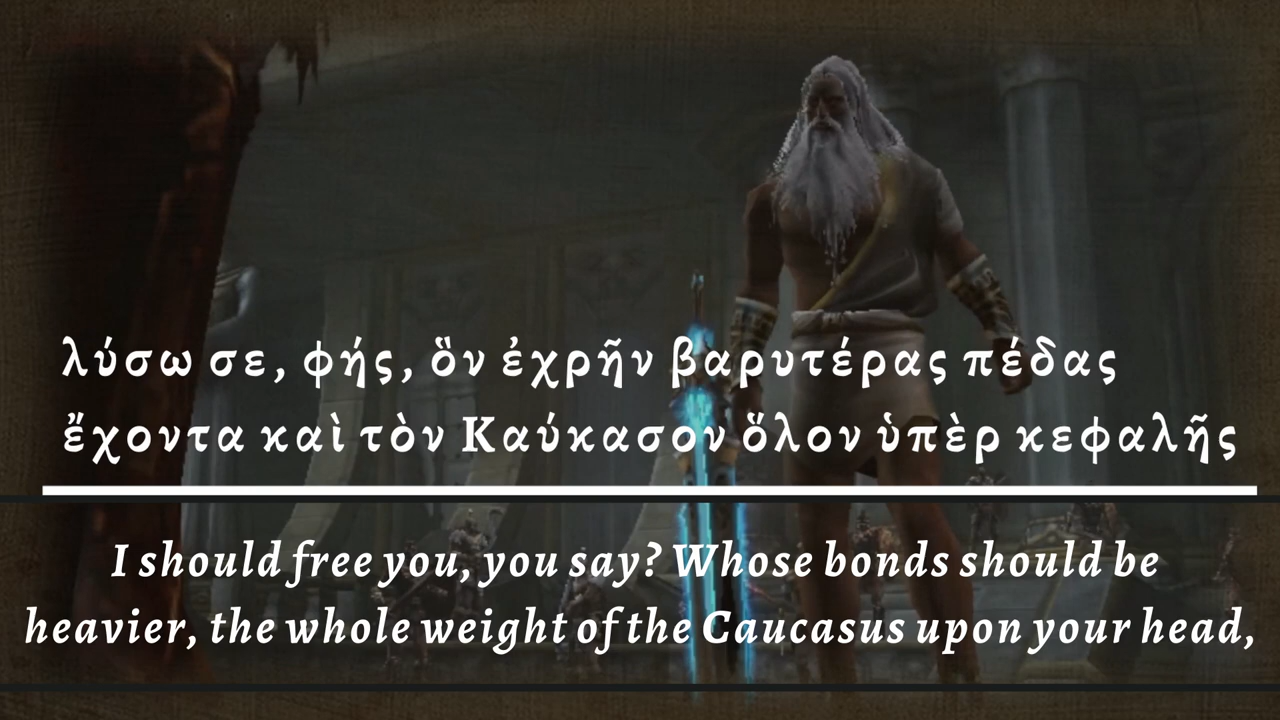 λύσω σε, φής, ὃν ἐχρῆν βαρυτέρας πέδας
ἔχοντα καὶ τὸν Καύκασον ὅλον ὑπὲρ κεφαλῆς
I should free you, you say? Whose bonds should be
heavier, the whole weight of the Caucasus upon your head,